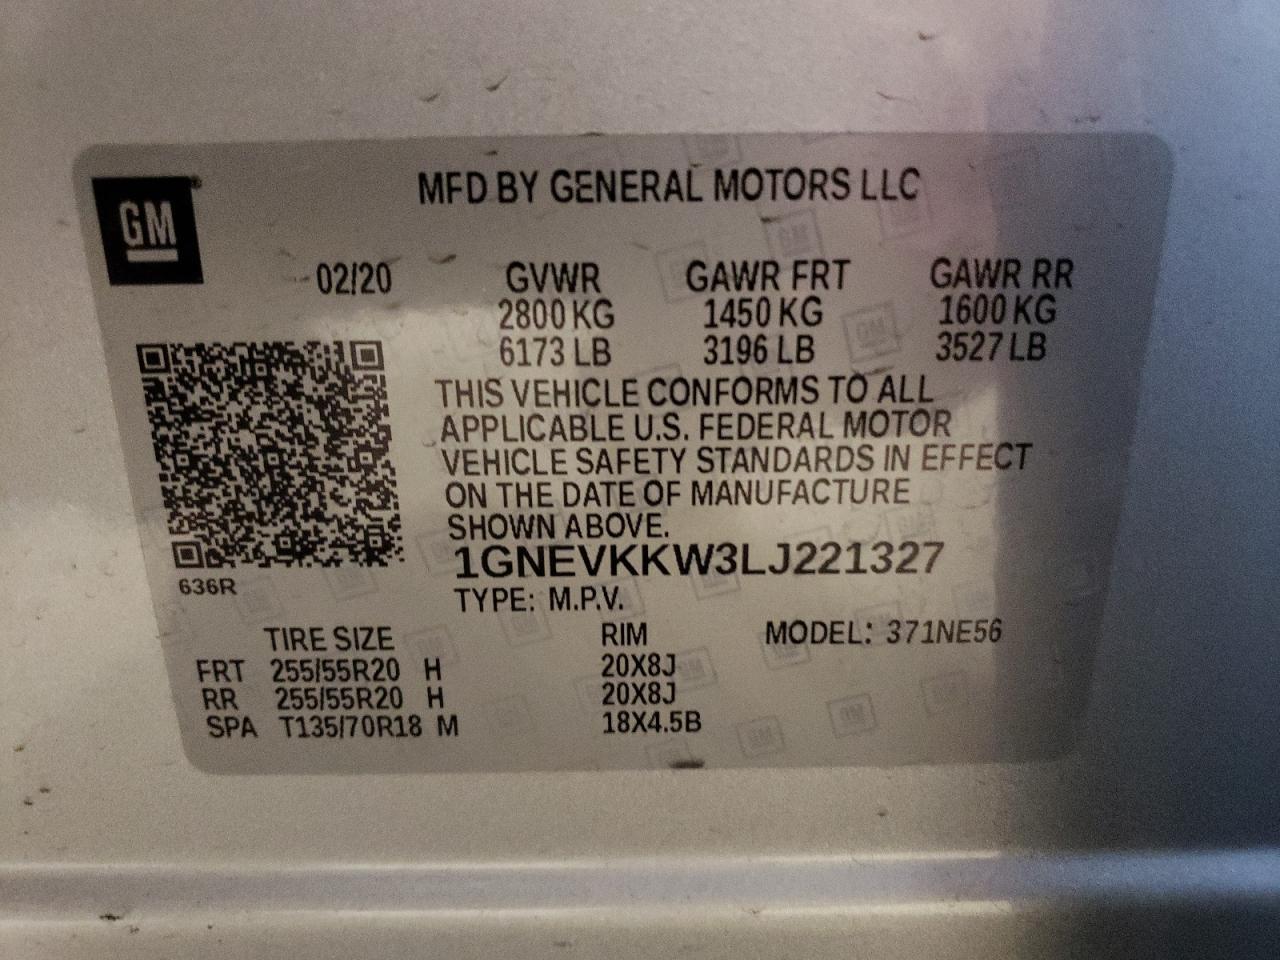 GM
MFD BY GENERAL MOTORS LLC
02/20 GVWR GAWR FRT GAWR RR
2800 KG 1450 KG 1600 KG
6173 LB 3196 LB 3527 LB
THIS VEHICLE CONFORMS TO ALL
APPLICABLE U.S. FEDERAL MOTOR
VEHICLE SAFETY STANDARDS IN EFFECT
ON THE DATE OF MANUFACTURE
SHOWN ABOVE.
1GNEVKKW3LJ221327
636R
TYPE: M.P.V.
TIRE SIZE RIM MODEL: 371NE56
FRT 255/55R20 H 20X8J
RR 255/55R20 H 20X8J
SPA T135/70R18 M 18X4.5B